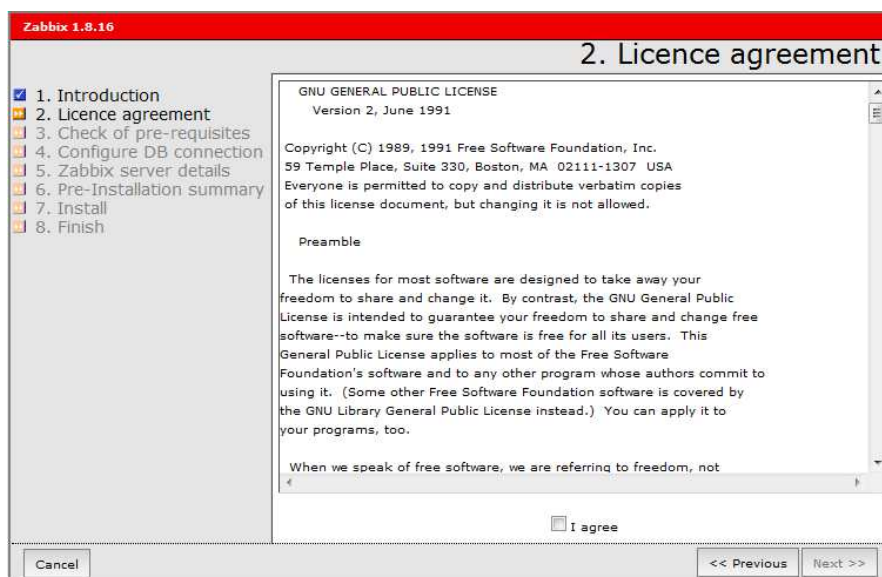 Zabbix 1.8.16
2. Licence agreement
1. Introduction
2. Licence agreement
3. Check of pre-requisites
4. Configure DB connection
5. Zabbix server details
6. Pre-Installation summary
7. Install
8. Finish
GNU GENERAL PUBLIC LICENSE
Version 2, June 1991
Copyright (C) 1989, 1991 Free Software Foundation, Inc.
59 Temple Place, Suite 330, Boston, MA  02111-1307  USA
Everyone is permitted to copy and distribute verbatim copies
of this license document, but changing it is not allowed.
Preamble
The licenses for most software are designed to take away your
freedom to share and change it.  By contrast, the GNU General Public
License is intended to guarantee your freedom to share and change free
software--to make sure the software is free for all its users.  This
General Public License applies to most of the Free Software
Foundation's software and to any other program whose authors commit to
using it.  (Some other Free Software Foundation software is covered by
the GNU Library General Public License instead.)  You can apply it to
your programs, too.
When we speak of free software, we are referring to freedom, not
I agree
Cancel
<< Previous
Next >>